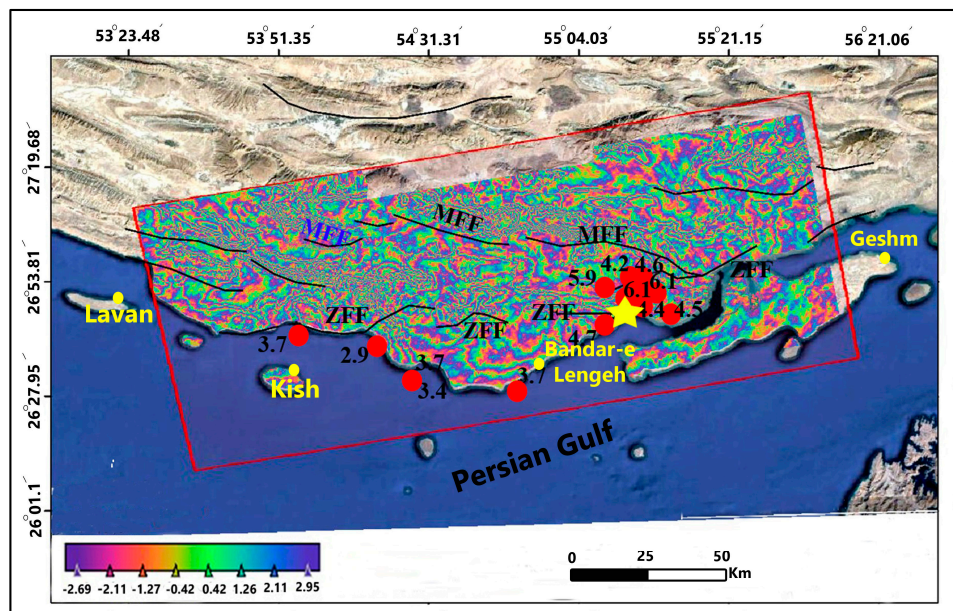 53°23.48′ 53°51.35′ 54°31.31′ 55°04.03′ 55°21.15′ 56°21.06′
27°19.68′
26°53.81′
26°27.95′
26°01.1′
MFF
MFF
MFF
Geshm
4.2 4.6
ZFF
5.9
6.1
6.1
Lavan
ZFF
ZFF
ZFF
4.4
4.5
4.7
3.7
2.9
3.7
3.4
3.7
Bandar-e
Lengeh
Kish
Persian Gulf
-2.69 -2.11 -1.27 -0.42 0.42 1.26 2.11 2.95
0 25 50
Km